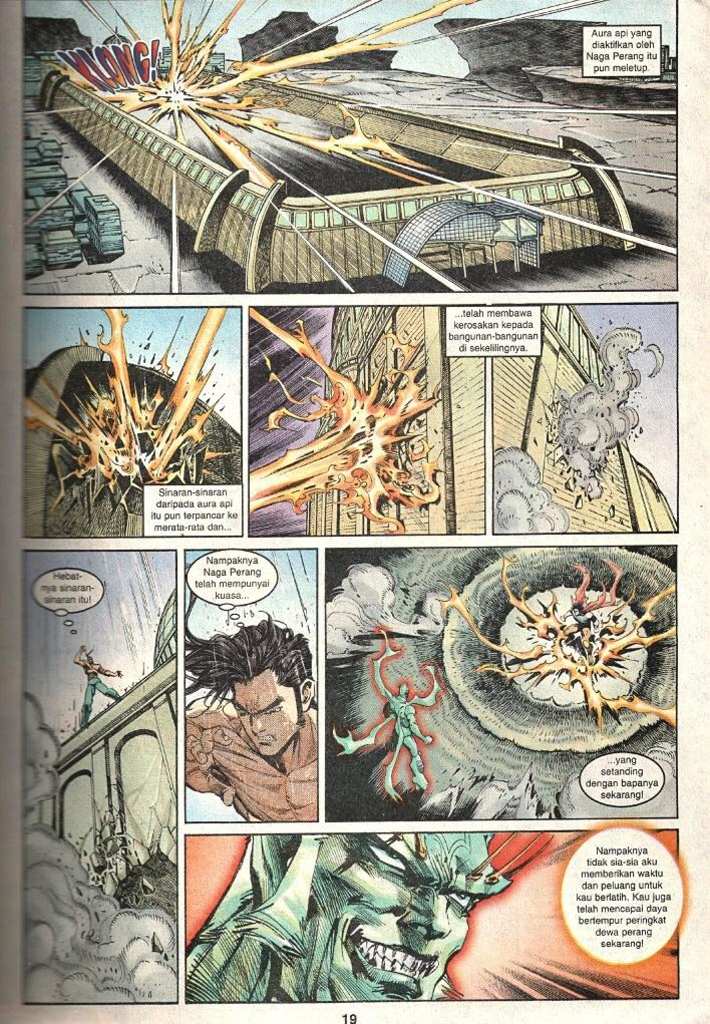 KLONG!
Aura api yang
diaktifkan oleh
Naga Perang itu
pun meletup.
Sinaran-sinaran
daripada aura api
itu pun terpancar ke
merata-rata dan...
...telah membawa
kerosakan kepada
bangunan-bangunan
di sekelilingnya.
Hebat-
nya sinaran-
sinaran itu!
Nampaknya
Naga Perang
telah mempunyai
kuasa...
...yang
setanding
dengan bapanya
sekarang!
Nampaknya
tidak sia-sia aku
memberikan waktu
dan peluang untuk
kau berlatih. Kau juga
telah mencapai daya
bertempur peringkat
dewa perang
sekarang!
19